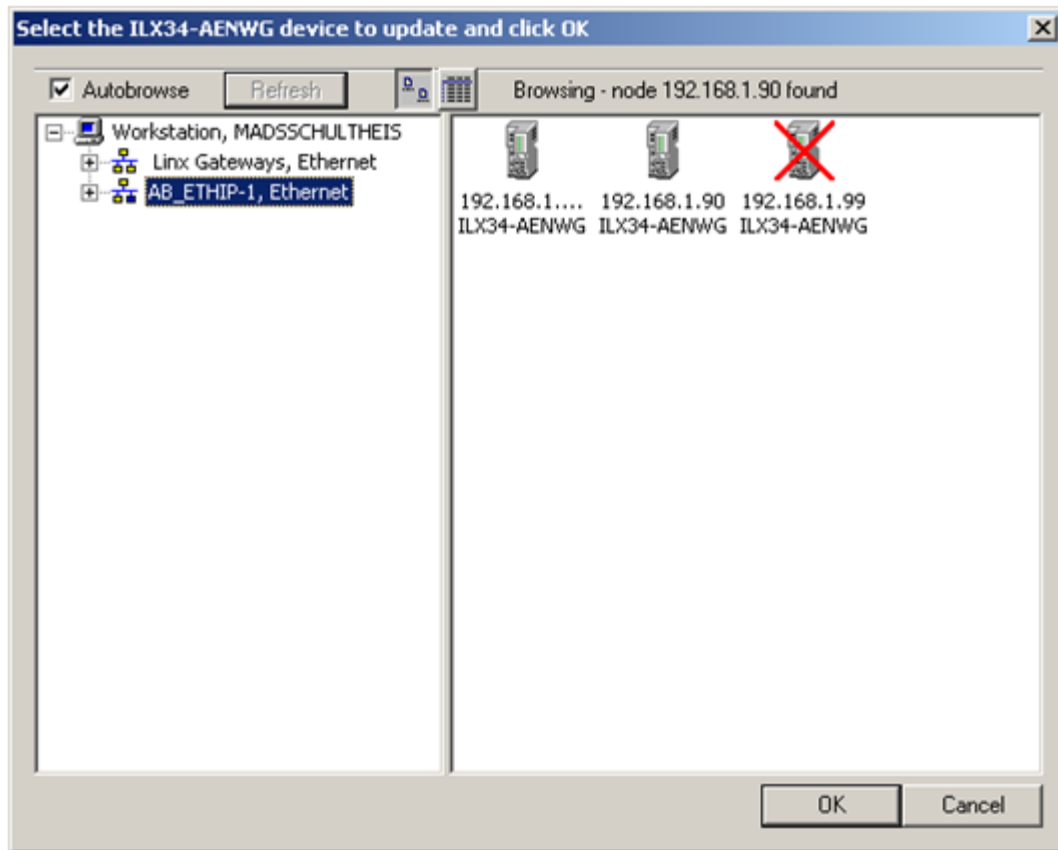 Select the ILX34-AENWG device to update and click OK
Autobrowse Refresh Browsing - node 192.168.1.90 found
Workstation, MADSSCHULTHEIS
Linx Gateways, Ethernet
AB_ETHIP-1, Ethernet
192.168.1.... 192.168.1.90 192.168.1.99
ILX34-AENWG ILX34-AENWG ILX34-AENWG
OK Cancel